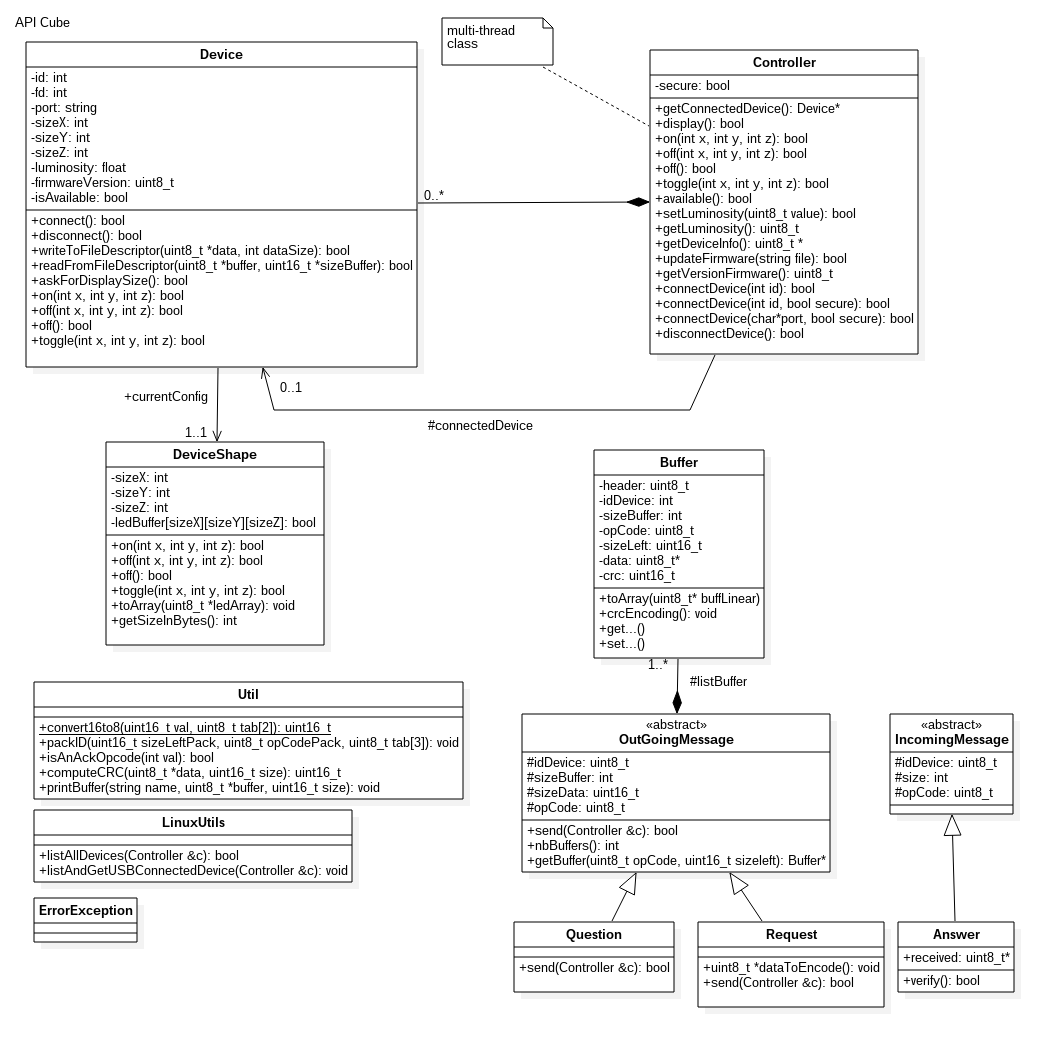 API Cube
multi-thread
class
Device
-id: int
-fd: int
-port: string
-sizeX: int
-sizeY: int
-sizeZ: int
-luminosity: float
-firmwareVersion: uint8_t
-isAvailable: bool
+connect(): bool
+disconnect(): bool
+writeToFileDescriptor(uint8_t *data, int dataSize): bool
+readFromFileDescriptor(uint8_t *buffer, uint16_t *sizeBuffer): bool
+askForDisplaySize(): bool
+on(int x, int y, int z): bool
+off(int x, int y, int z): bool
+off(): bool
+toggle(int x, int y, int z): bool
0..*
Controller
-secure: bool
+getConnectedDevice(): Device*
+display(): bool
+on(int x, int y, int z): bool
+off(int x, int y, int z): bool
+off(): bool
+toggle(int x, int y, int z): bool
+available(): bool
+setLuminosity(uint8_t value): bool
+getLuminosity(): uint8_t
+getDeviceInfo(): uint8_t *
+updateFirmware(string file): bool
+getVersionFirmware(): uint8_t
+connectDevice(int id): bool
+connectDevice(int id, bool secure): bool
+connectDevice(char*port, bool secure): bool
+disconnectDevice(): bool
+currentConfig
1..1
0..1
#connectedDevice
DeviceShape
-sizeX: int
-sizeY: int
-sizeZ: int
-ledBuffer[sizeX][sizeY][sizeZ]: bool
+on(int x, int y, int z): bool
+off(int x, int y, int z): bool
+off(): bool
+toggle(int x, int y, int z): bool
+toArray(uint8_t *ledArray): void
+getSizeInBytes(): int
Buffer
-header: uint8_t
-idDevice: int
-sizeBuffer: int
-opCode: uint8_t
-sizeLeft: uint16_t
-data: uint8_t*
-crc: uint16_t
+toArray(uint8_t* buffLinear)
+crcEncoding(): void
+get...()
+set...()
1..*
#listBuffer
Util
+convert16to8(uint16_t val, uint8_t tab[2]): uint16_t
+packID(uint16_t sizeLeftPack, uint8_t opCodePack, uint8_t tab[3]): void
+isAnAckOpcode(int val): bool
+computeCRC(uint8_t *data, uint16_t size): uint16_t
+printBuffer(string name, uint8_t *buffer, uint16_t size): void
LinuxUtils
+listAllDevices(Controller &c): bool
+listAndGetUSBConnectedDevice(Controller &c): void
ErrorException
«abstract»
OutGoingMessage
#idDevice: uint8_t
#sizeBuffer: int
#sizeData: uint16_t
#opCode: uint8_t
+send(Controller &c): bool
+nbBuffers(): int
+getBuffer(uint8_t opCode, uint16_t sizeleft): Buffer*
«abstract»
IncomingMessage
#idDevice: uint8_t
#size: int
#opCode: uint8_t
Question
+send(Controller &c): bool
Request
+uint8_t *dataToEncode(): void
+send(Controller &c): bool
Answer
+received: uint8_t*
+verify(): bool